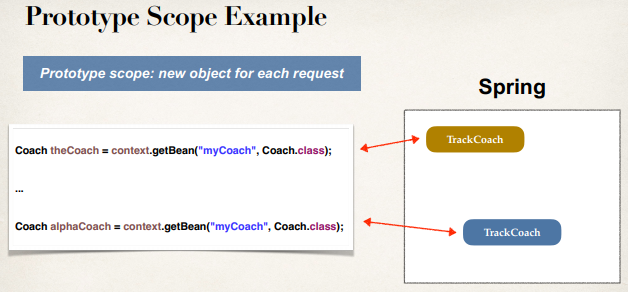 Prototype Scope Example
Prototype scope: new object for each request
Spring
Coach theCoach = context.getBean("myCoach", Coach.class);
TrackCoach
...
Coach alphaCoach = context.getBean("myCoach", Coach.class);
TrackCoach